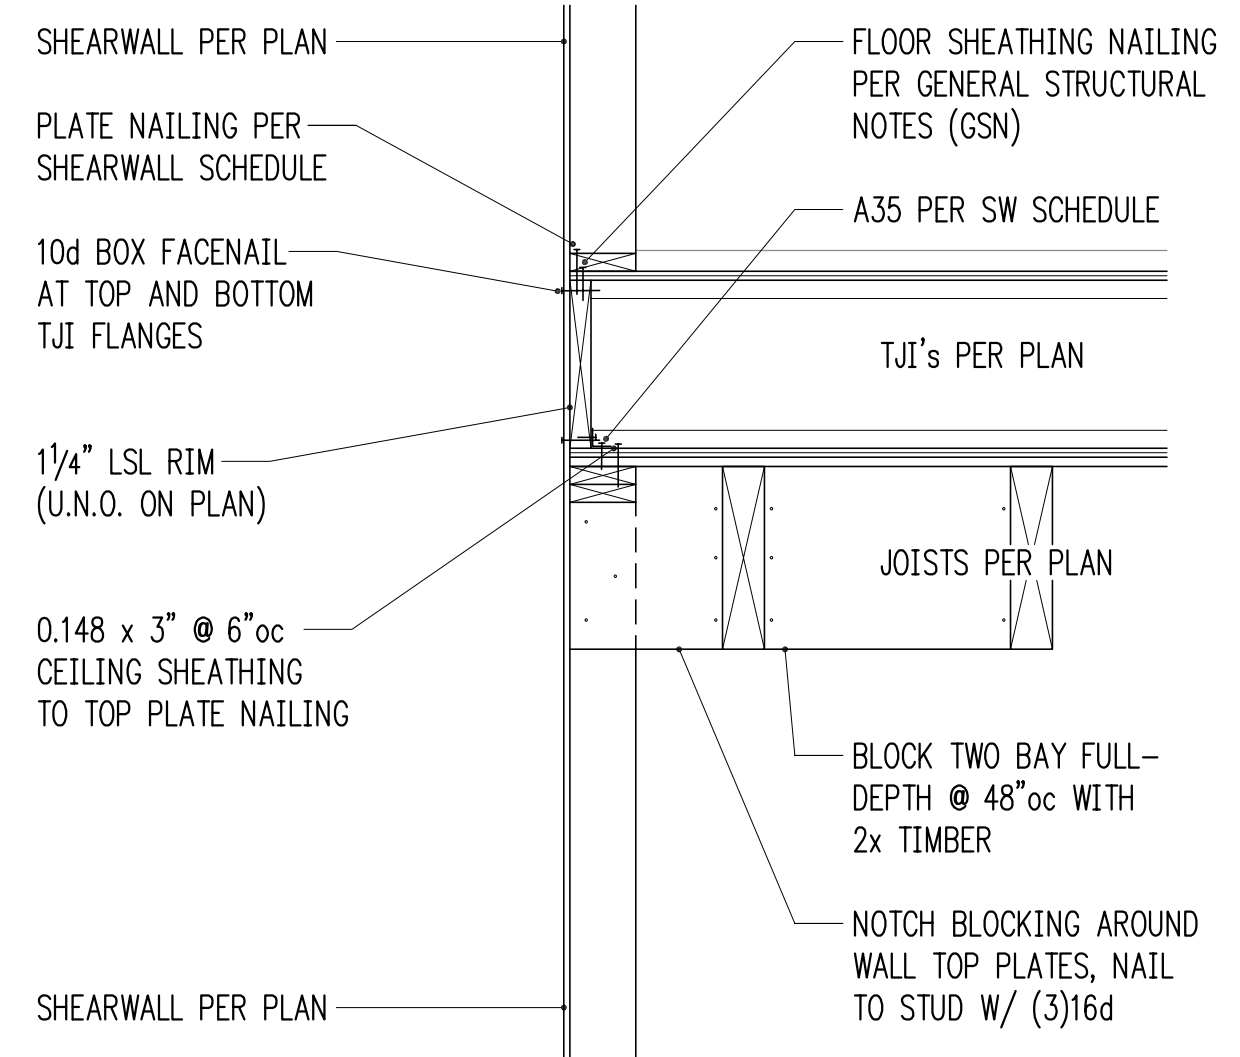 SHEARWALL PER PLAN
PLATE NAILING PER
SHEARWALL SCHEDULE
10d BOX FACENAIL
AT TOP AND BOTTOM
TJI FLANGES
1 1/4" LSL RIM
(U.N.O. ON PLAN)
0.148 x 3" @ 6"oc
CEILING SHEATHING
TO TOP PLATE NAILING
SHEARWALL PER PLAN
FLOOR SHEATHING NAILING
PER GENERAL STRUCTURAL
NOTES (GSN)
A35 PER SW SCHEDULE
TJI's PER PLAN
JOISTS PER PLAN
BLOCK TWO BAY FULL-
DEPTH @ 48"oc WITH
2x TIMBER
NOTCH BLOCKING AROUND
WALL TOP PLATES, NAIL
TO STUD W/ (3)16d